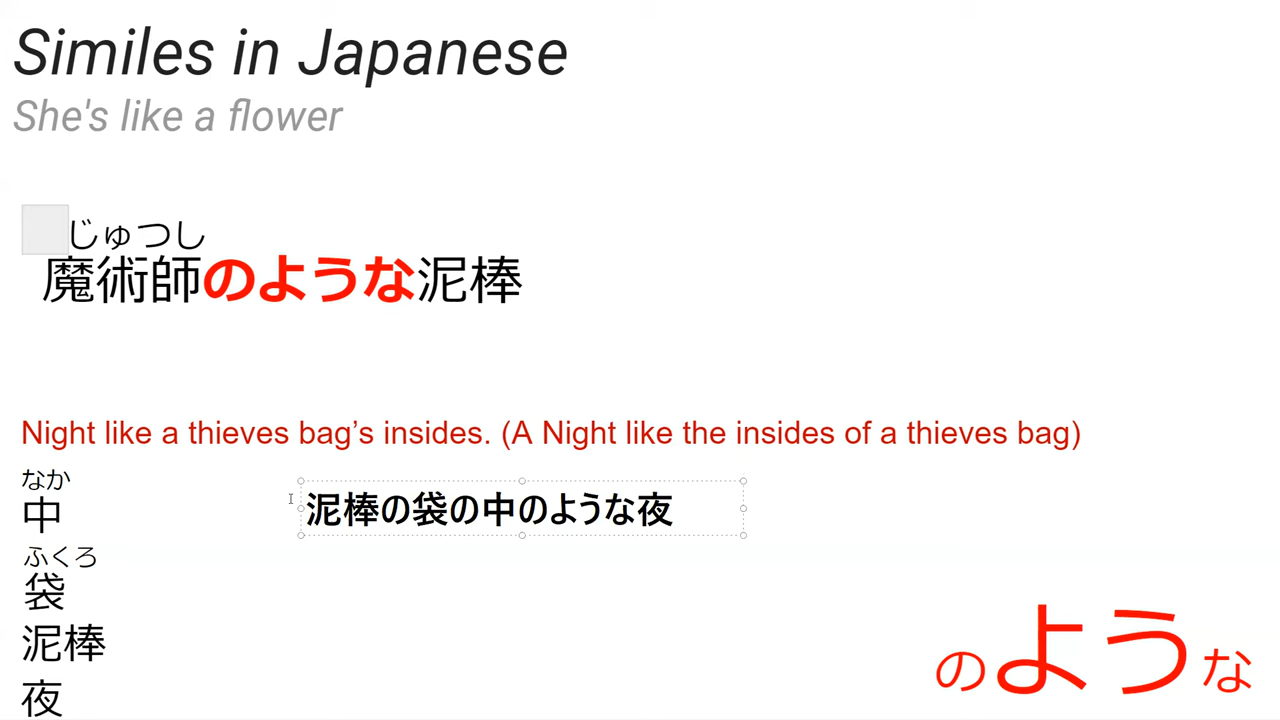 Similes in Japanese
She's like a flower
じゅつし
魔術師のような泥棒
Night like a thieves bag’s insides. (A Night like the insides of a thieves bag)
なか
中
泥棒の袋の中のような夜
ふくろ
袋
泥棒
夜
のような